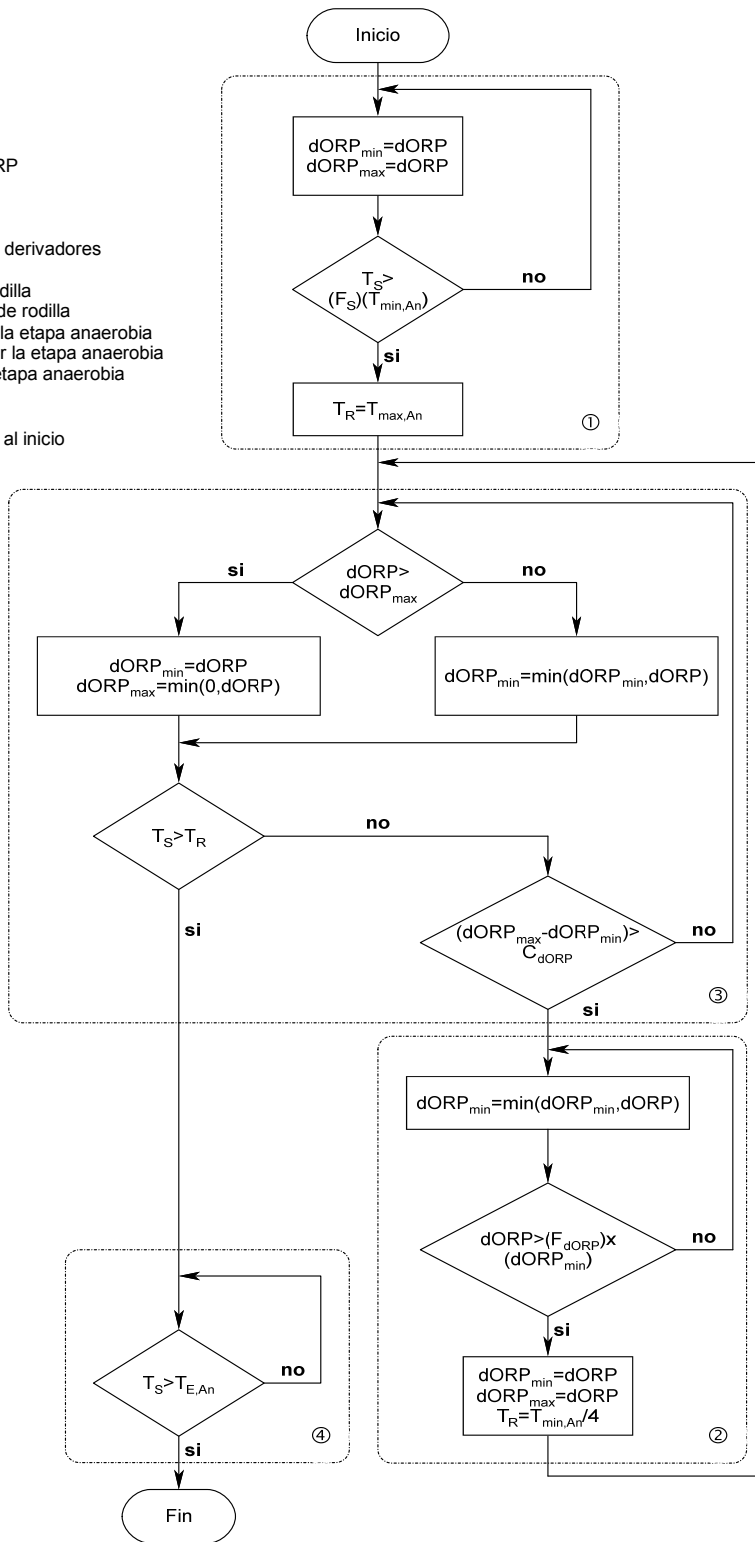 Inicio
dORPmin=dORP
dORPmax=dORP
RP
derivadores
TS>
(FS)(Tmin,An)
no
dilla
de rodilla
la etapa anaerobia
r la etapa anaerobia
etapa anaerobia
si
TR=Tmax,An
①
al inicio
dORP>
dORPmax
si
no
dORPmin=dORP
dORPmax=min(0,dORP)
dORPmin=min(dORPmin,dORP)
TS>TR
no
si
(dORPmax-dORPmin)>
CdORP
no
③
si
dORPmin=min(dORPmin,dORP)
dORP>(FdORP)x
(dORPmin)
no
si
dORPmin=dORP
dORPmax=dORP
TR=Tmin,An/4
②
TS>TE,An
no
④
si
Fin